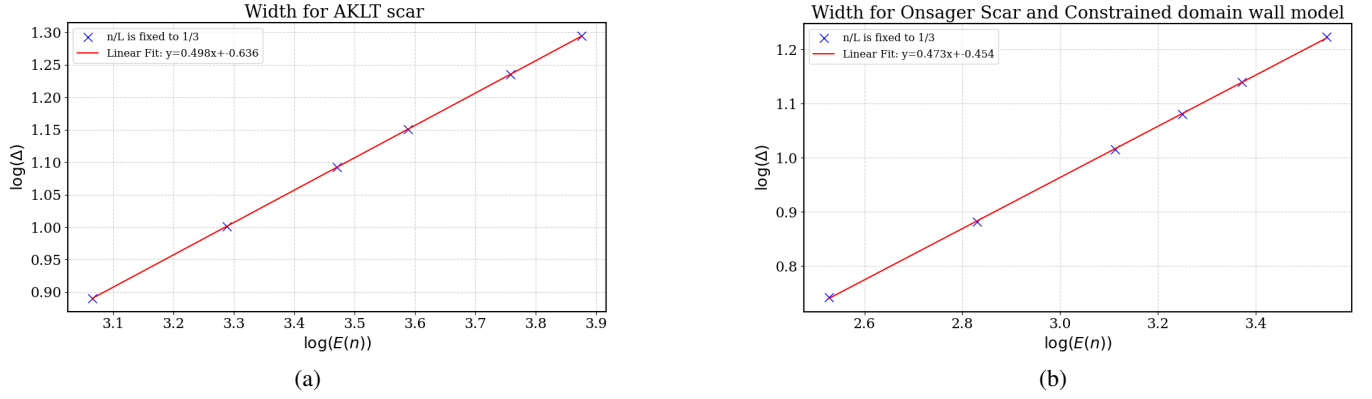 Width for AKLT scar
n/L is fixed to 1/3
Linear Fit: y=0.498x+-0.636
log(Δ)
1.30
1.25
1.20
1.15
1.10
1.05
1.00
0.95
0.90
3.1 3.2 3.3 3.4 3.5 3.6 3.7 3.8 3.9
log(E(n))
(a)
Width for Onsager Scar and Constrained domain wall model
n/L is fixed to 1/3
Linear Fit: y=0.473x+-0.454
log(Δ)
1.2
1.1
1.0
0.9
0.8
2.6 2.8 3.0 3.2 3.4
log(E(n))
(b)